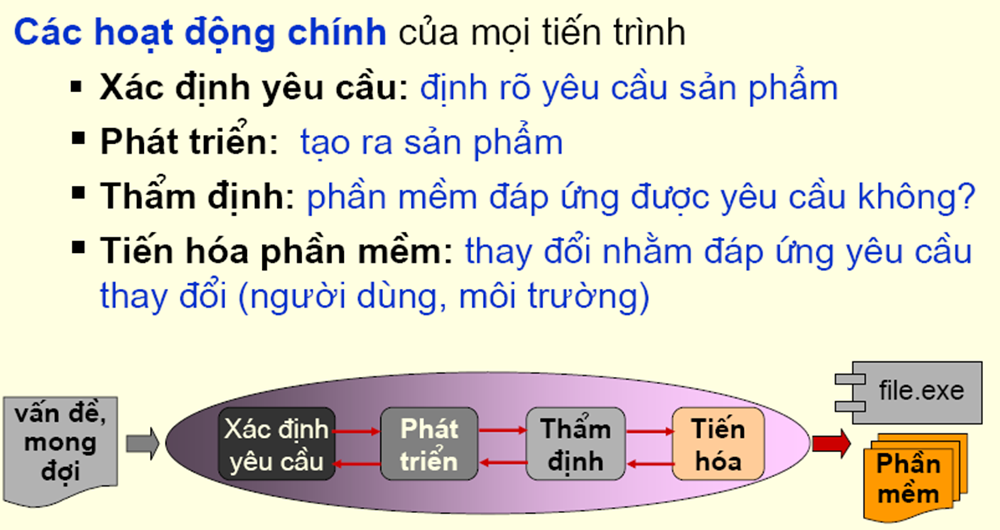 Các hoạt động chính của mọi tiến trình
▪ Xác định yêu cầu: định rõ yêu cầu sản phẩm
▪ Phát triển: tạo ra sản phẩm
▪ Thẩm định: phần mềm đáp ứng được yêu cầu không?
▪ Tiến hóa phần mềm: thay đổi nhằm đáp ứng yêu cầu
thay đổi (người dùng, môi trường)
vấn đề,
mong
đợi
Xác định
yêu cầu
Phát
triển
Thẩm
định
Tiến
hóa
file.exe
Phần
mềm